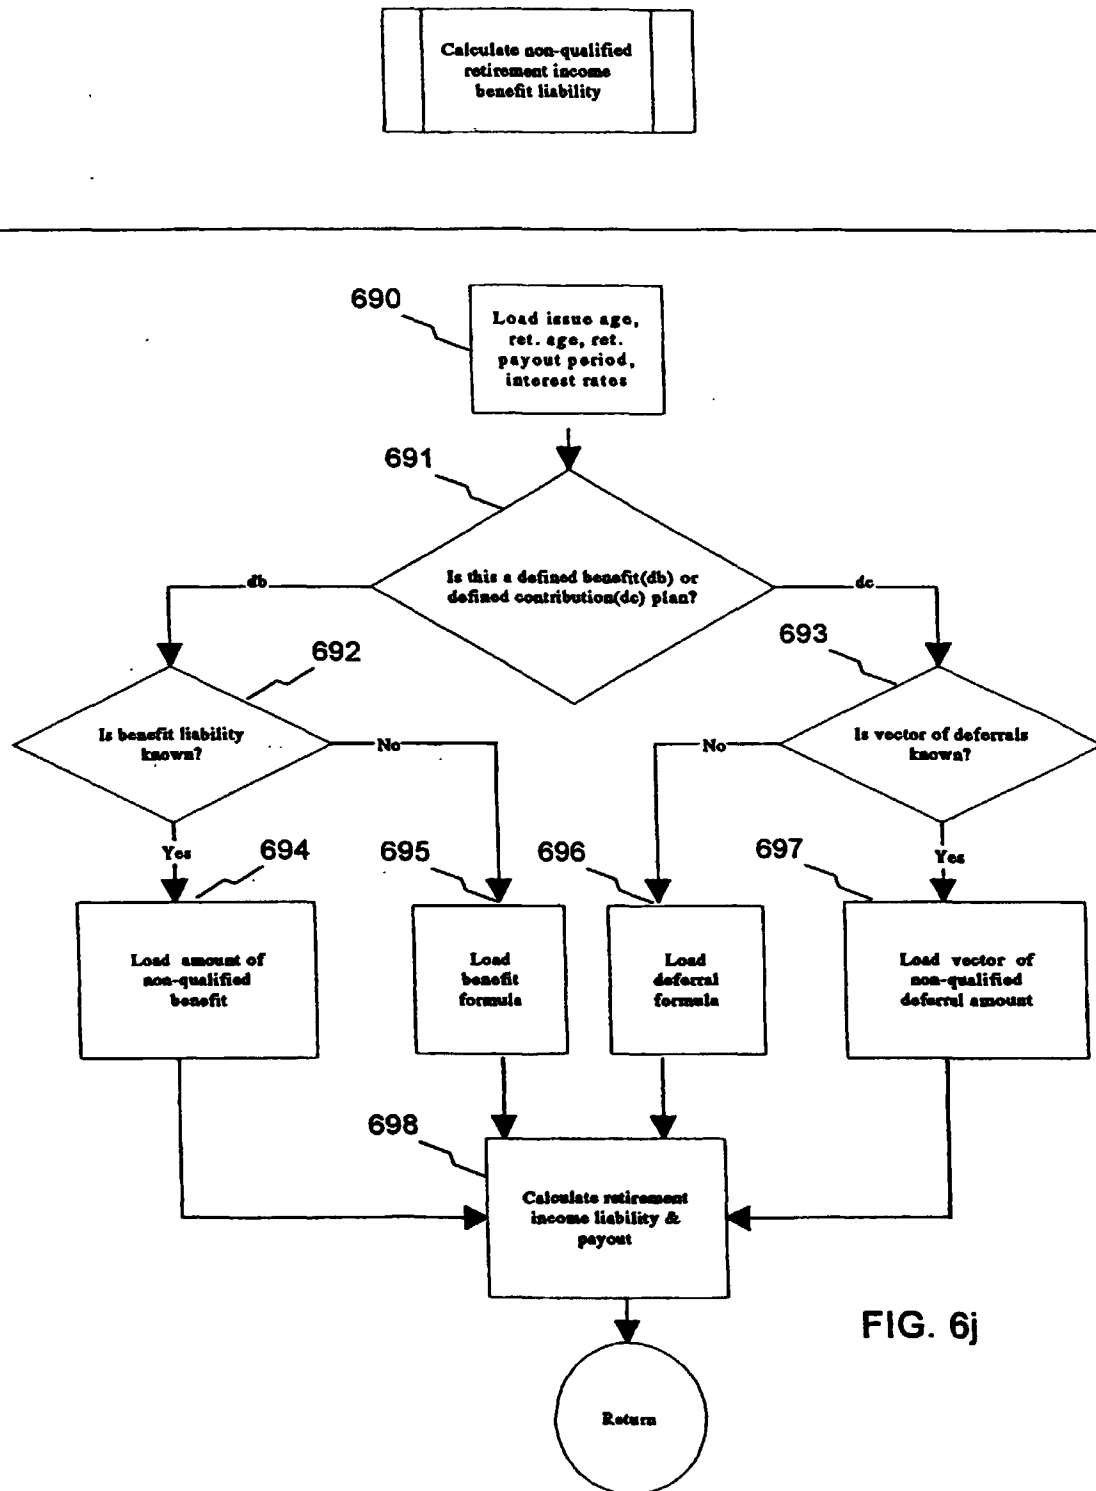 Calculate non-qualified
retirement income
benefit liability
690
Load issue age,
ret. age, ret.
payout period,
interest rates
691
Is this a defined benefit(db) or
defined contribution(dc) plan?
db
dc
692
Is benefit liability
known?
693
Is vector of deferrals
known?
No
No
Yes
Yes
694
Load amount of
non-qualified
benefit
695
Load
benefit
formula
696
Load
deferral
formula
697
Load vector of
non-qualified
deferral amount
698
Calculate retirement
income liability &
payout
FIG. 6j
Return